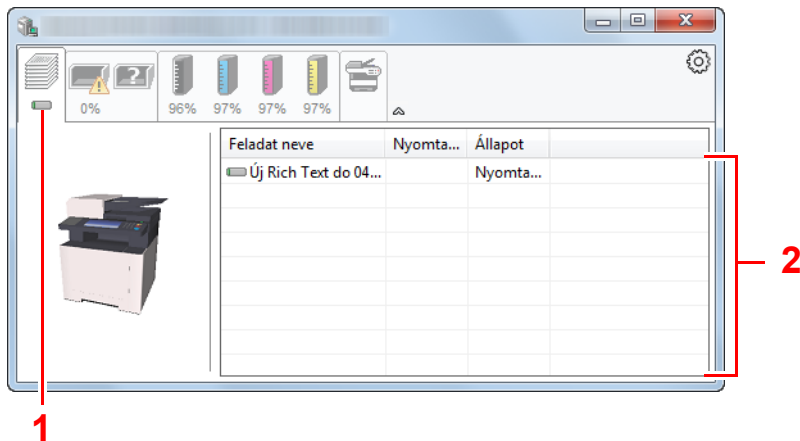 0% 96% 97% 97% 97%
Feladat neve Nyomta... Állapot
Új Rich Text do 04... Nyomta...
2
1